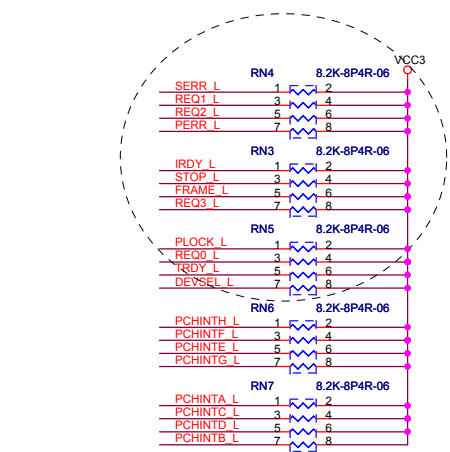 VCC3
RN4 8.2K-8P4R-06
SERR_L 1 2
REQ1_L 3 4
REQ2_L 5 6
PERR_L 7 8
RN3 8.2K-8P4R-06
IRDY_L 1 2
STOP_L 3 4
FRAME_L 5 6
REQ3_L 7 8
RN5 8.2K-8P4R-06
PLOCK_L 1 2
REQ0_L 3 4
TRDY_L 5 6
DEVSEL_L 7 8
RN6 8.2K-8P4R-06
PCHINTH_L 1 2
PCHINTF_L 3 4
PCHINTE_L 5 6
PCHINTG_L 7 8
RN7 8.2K-8P4R-06
PCHINTA_L 1 2
PCHINTC_L 3 4
PCHINTD_L 5 6
PCHINTB_L 7 8